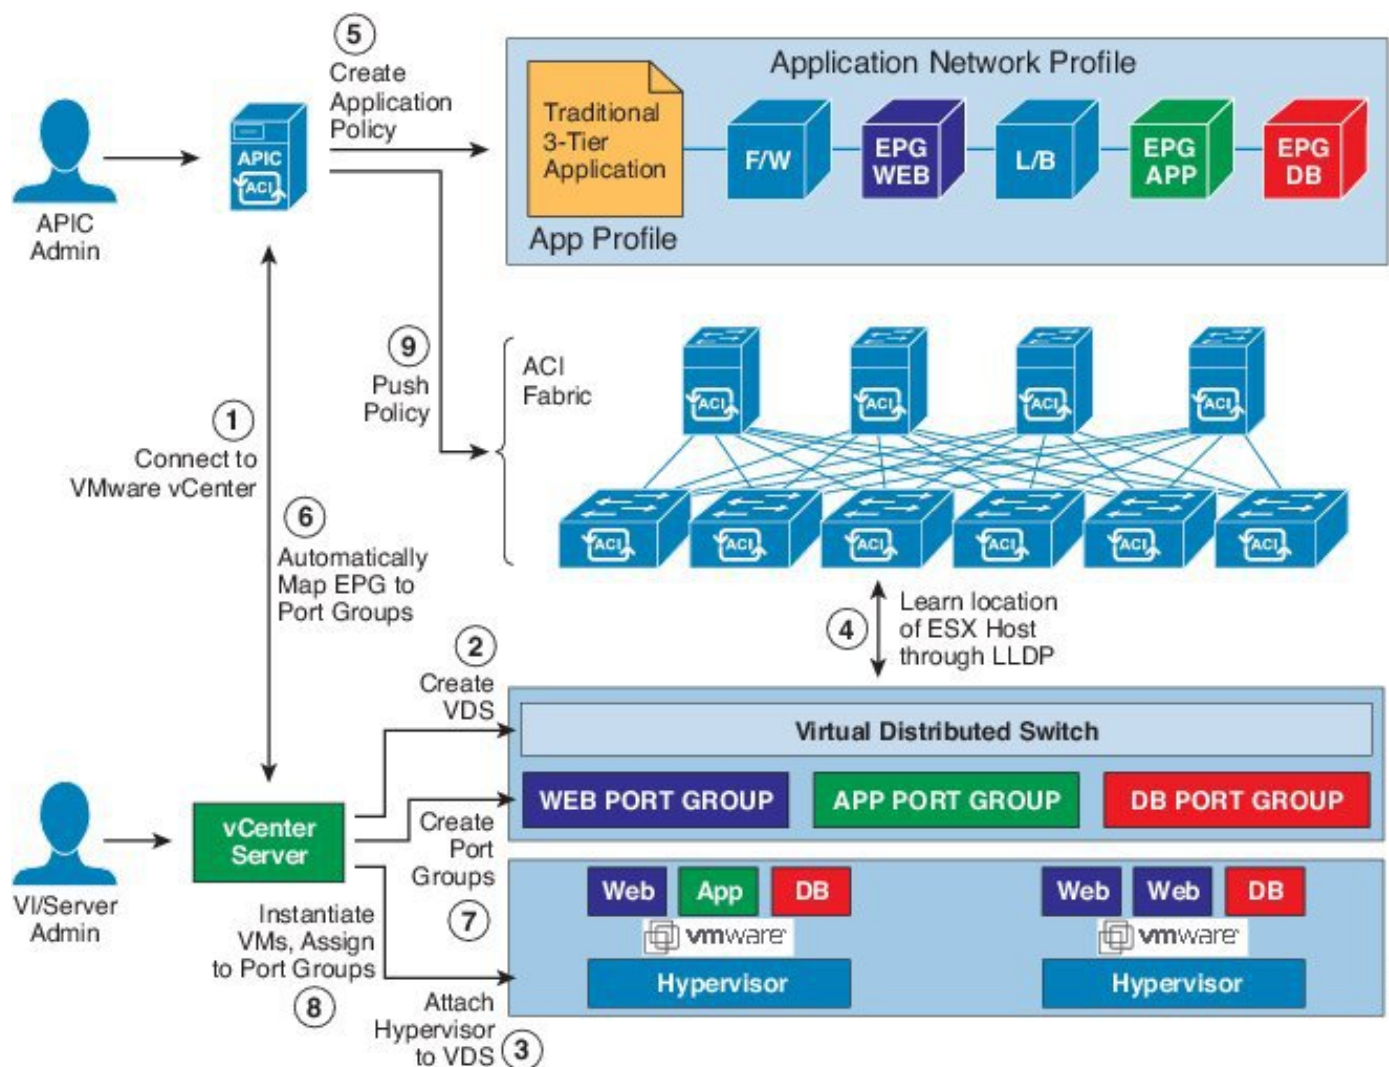 5
Create
Application
Policy
Application Network Profile
Traditional
3-Tier
Application
App Profile
F/W
EPG
WEB
L/B
EPG
APP
EPG
DB
APIC
ACI
APIC
Admin
9
Push
Policy
ACI
Fabric
ACI
ACI
ACI
ACI
ACI
ACI
ACI
ACI
ACI
ACI
1
Connect to
VMware vCenter
6
Automatically
Map EPG to
Port Groups
4
Learn location
of ESX Host
through LLDP
2
Create
VDS
Virtual Distributed Switch
WEB PORT GROUP
APP PORT GROUP
DB PORT GROUP
vCenter
Server
VI/Server
Admin
Create
Port
Groups
7
Instantiate
VMs, Assign
to Port Groups
8
Attach
Hypervisor
to VDS
3
Web
App
DB
vmware
Hypervisor
Web
Web
DB
vmware
Hypervisor